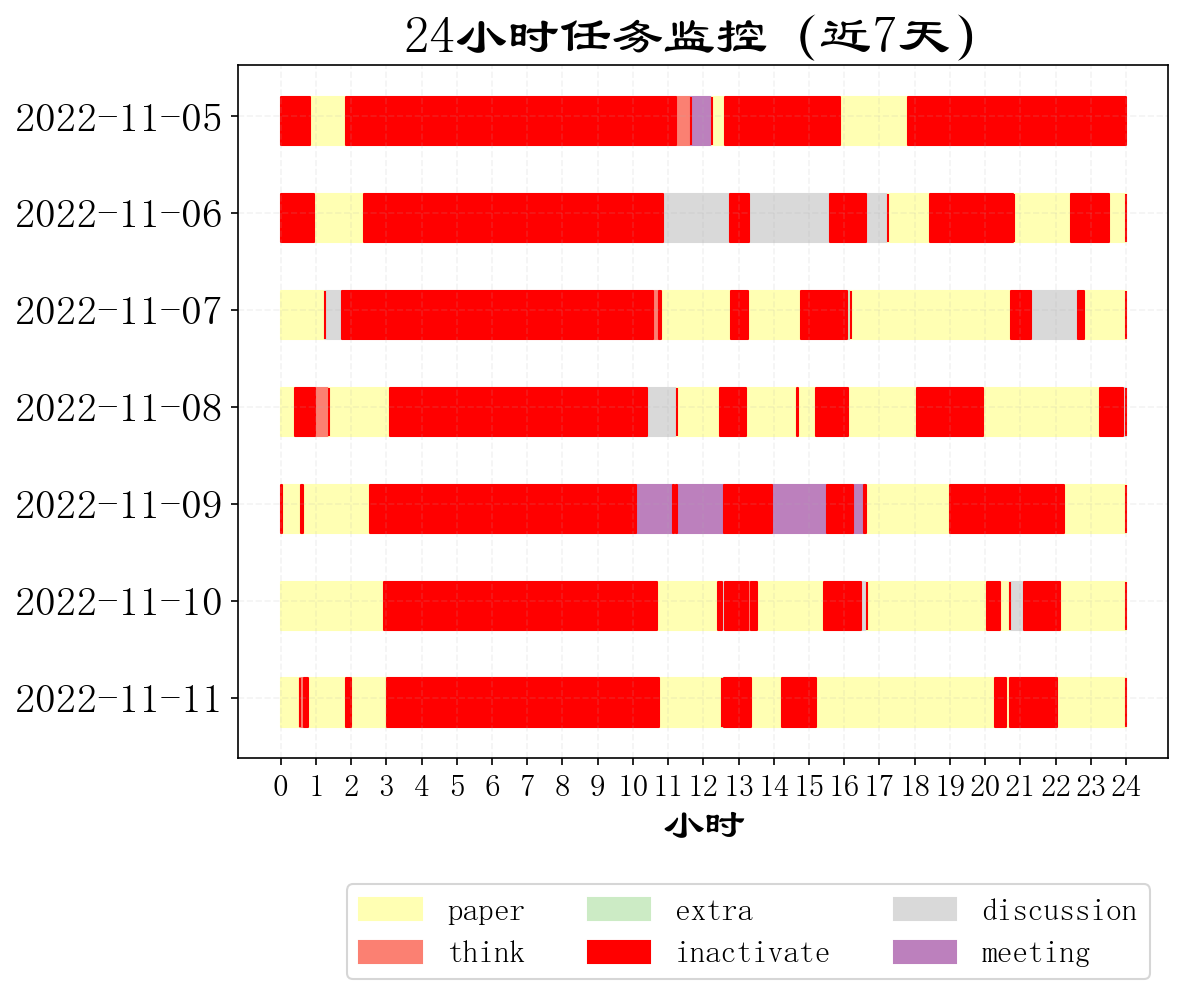 24小时任务监控 (近7天)
2022-11-05
2022-11-06
2022-11-07
2022-11-08
2022-11-09
2022-11-10
2022-11-11
0 1 2 3 4 5 6 7 8 9 10 11 12 13 14 15 16 17 18 19 20 21 22 23 24
小时
paper extra discussion
think inactivate meeting